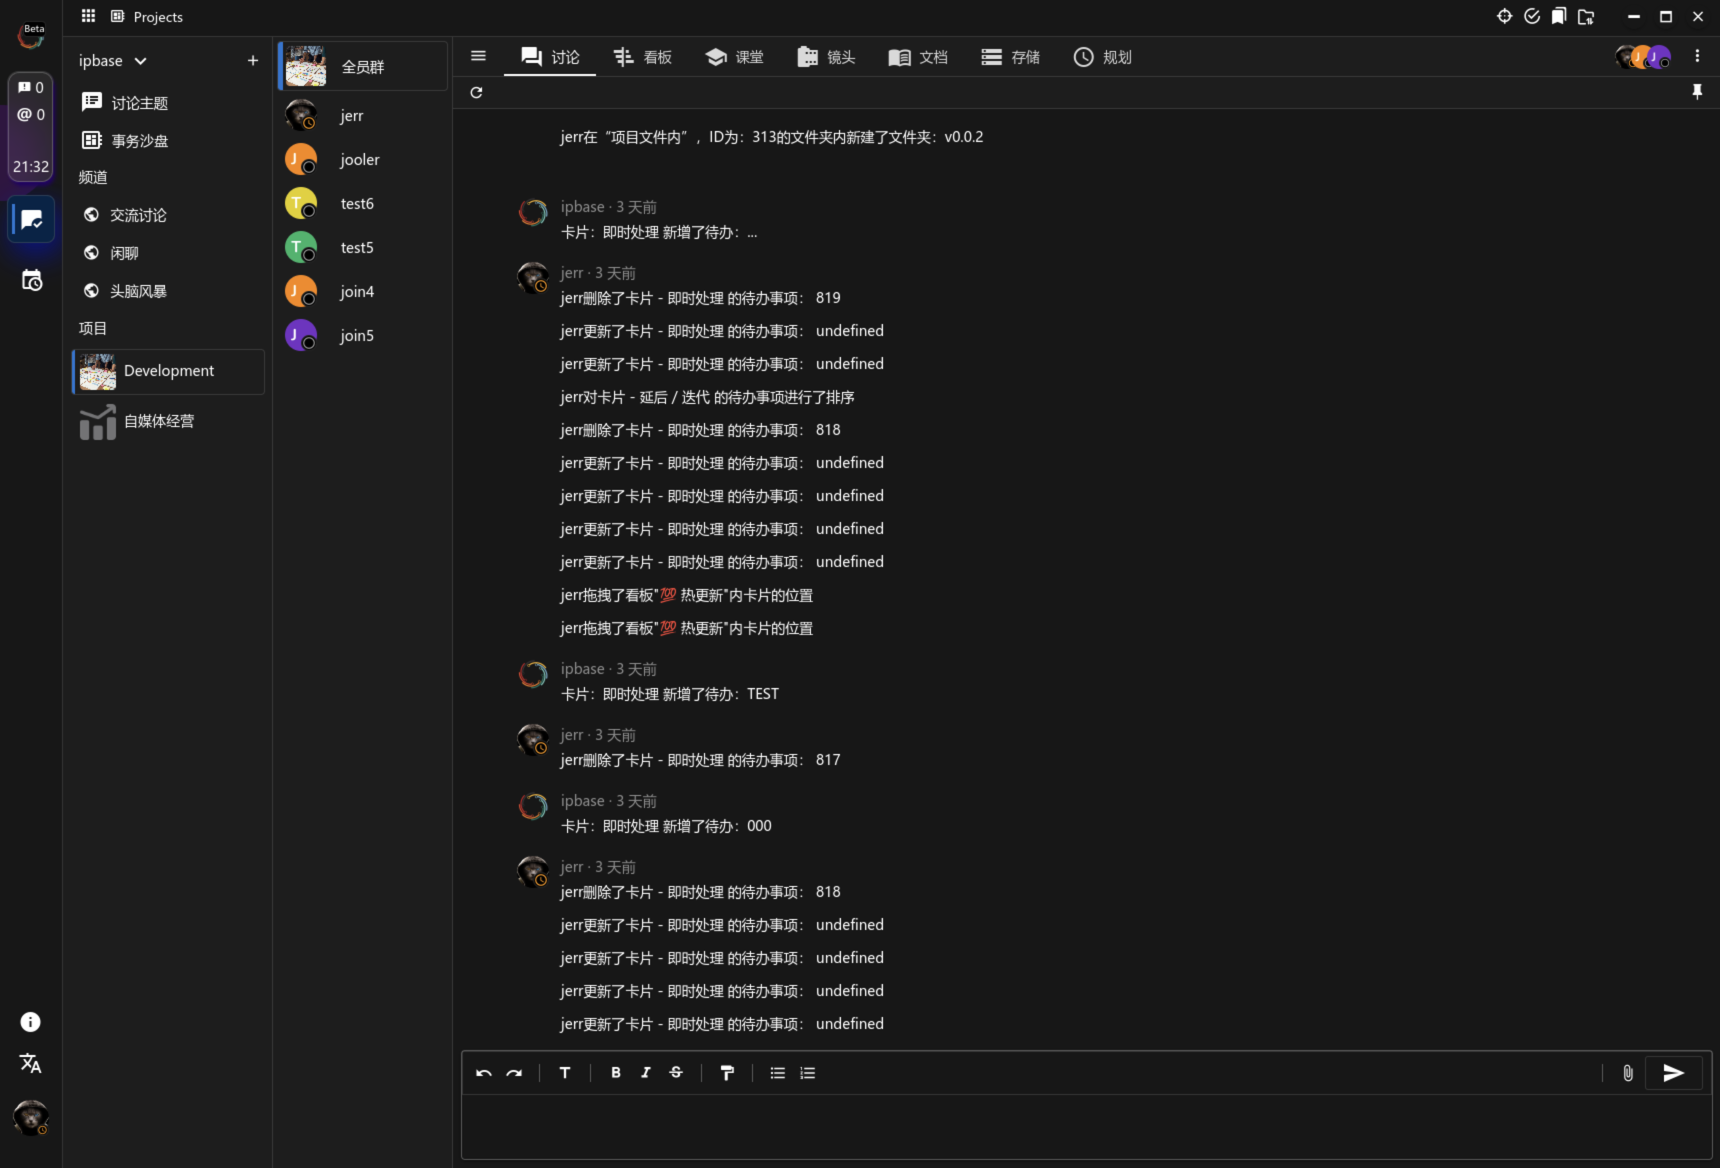 Beta
Projects
0
@ 0
21:32
ipbase
讨论主题
事务沙盘
频道
交流讨论
闲聊
头脑风暴
项目
Development
自媒体经营
全员群
jerr
J
jooler
T
test6
T
test5
J
join4
J
join5
讨论
看板
课堂
镜头
文档
存储
规划
J
J
jerr在“项目文件内”，ID为：313的文件夹内新建了文件夹：v0.0.2
ipbase · 3 天前
卡片：即时处理 新增了待办：...
jerr · 3 天前
jerr删除了卡片 - 即时处理 的待办事项： 819
jerr更新了卡片 - 即时处理 的待办事项： undefined
jerr更新了卡片 - 即时处理 的待办事项： undefined
jerr对卡片 - 延后 / 迭代 的待办事项进行了排序
jerr删除了卡片 - 即时处理 的待办事项： 818
jerr更新了卡片 - 即时处理 的待办事项： undefined
jerr更新了卡片 - 即时处理 的待办事项： undefined
jerr更新了卡片 - 即时处理 的待办事项： undefined
jerr更新了卡片 - 即时处理 的待办事项： undefined
jerr拖拽了看板"💯 热更新"内卡片的位置
jerr拖拽了看板"💯 热更新"内卡片的位置
ipbase · 3 天前
卡片：即时处理 新增了待办：TEST
jerr · 3 天前
jerr删除了卡片 - 即时处理 的待办事项： 817
ipbase · 3 天前
卡片：即时处理 新增了待办：000
jerr · 3 天前
jerr删除了卡片 - 即时处理 的待办事项： 818
jerr更新了卡片 - 即时处理 的待办事项： undefined
jerr更新了卡片 - 即时处理 的待办事项： undefined
jerr更新了卡片 - 即时处理 的待办事项： undefined
jerr更新了卡片 - 即时处理 的待办事项： undefined